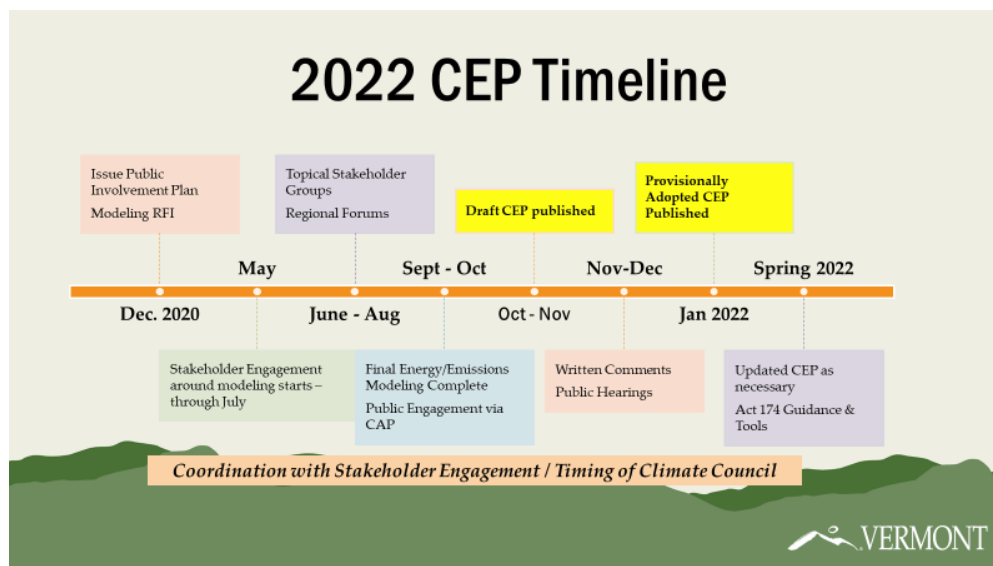 2022 CEP Timeline
Issue Public
Involvement Plan
Modeling RFI
Topical Stakeholder
Groups
Regional Forums
Draft CEP published
Provisionally
Adopted CEP
Published
May
Sept - Oct
Nov-Dec
Spring 2022
Dec. 2020
June - Aug
Oct - Nov
Jan 2022
Stakeholder Engagement
around modeling starts –
through July
Final Energy/Emissions
Modeling Complete
Public Engagement via
CAP
Written Comments
Public Hearings
Updated CEP as
necessary
Act 174 Guidance &
Tools
Coordination with Stakeholder Engagement / Timing of Climate Council
VERMONT